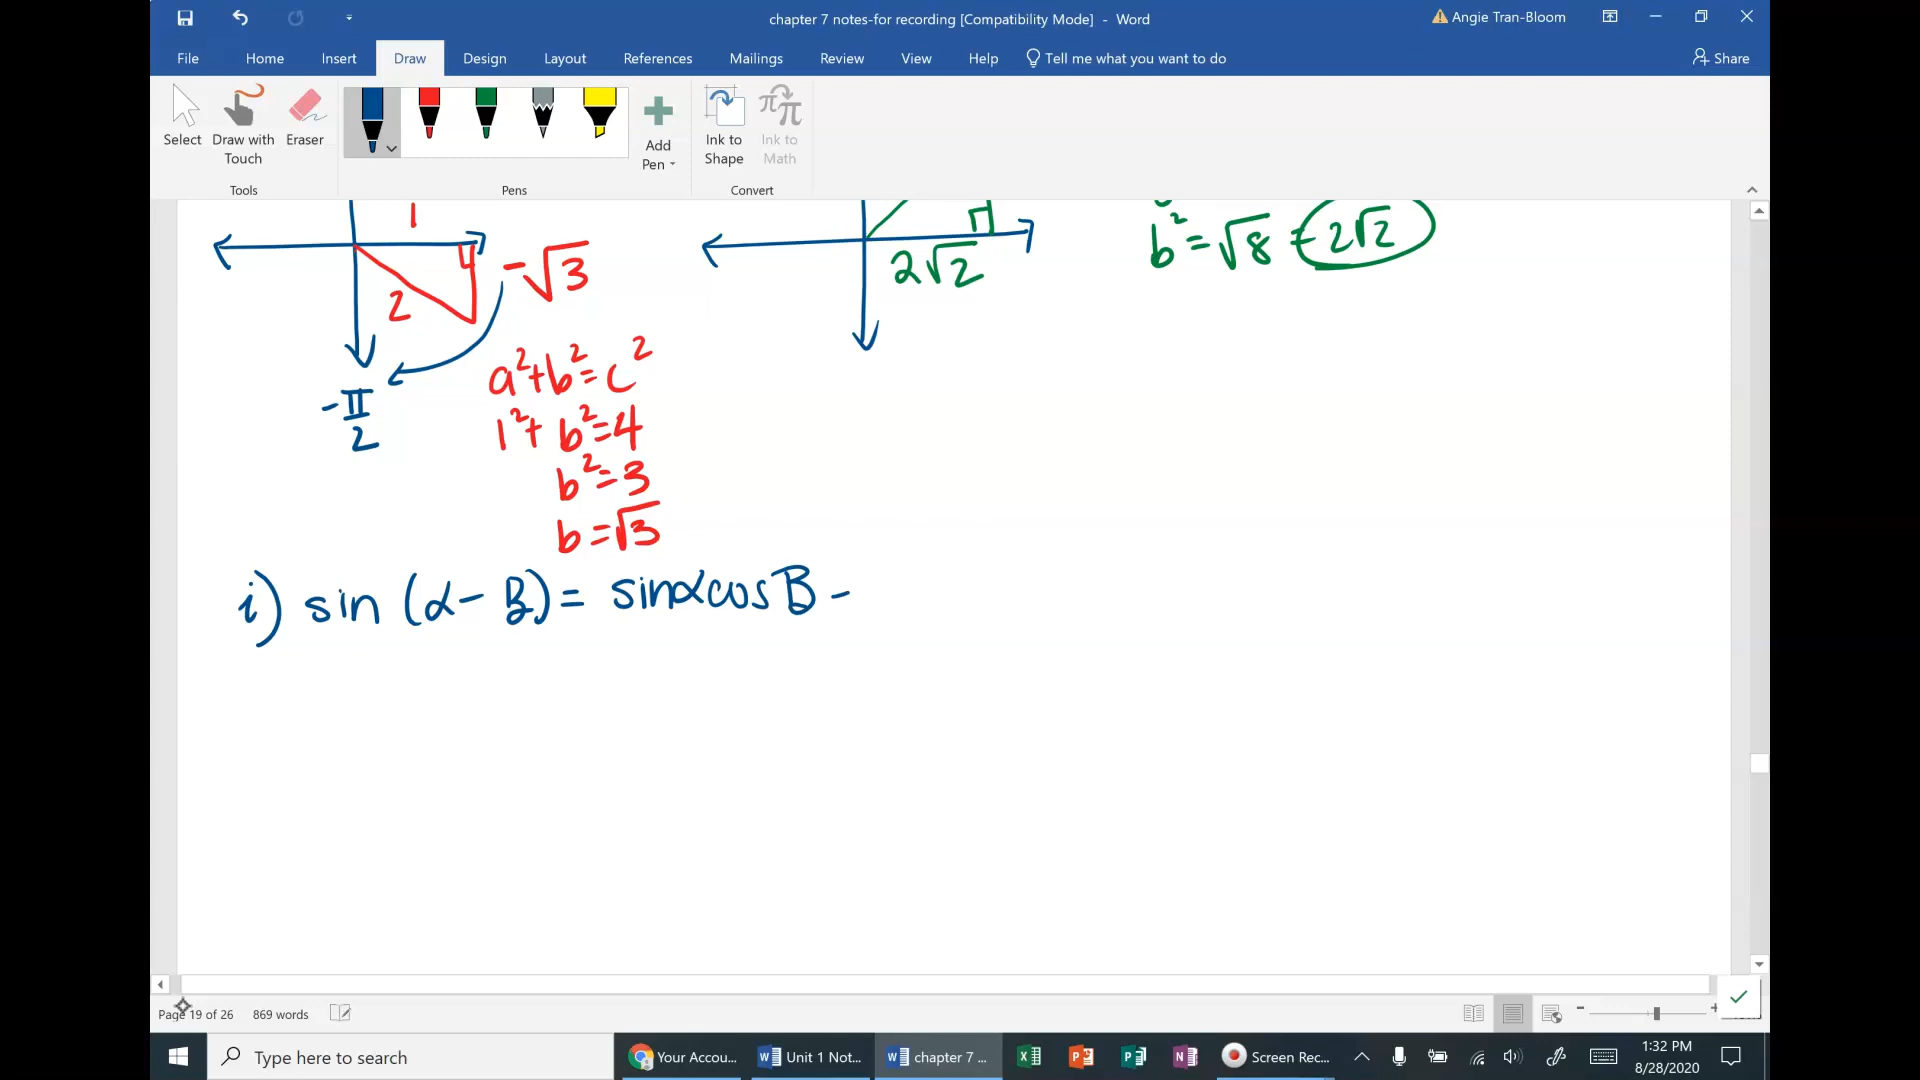 chapter 7 notes-for recording [Compatibility Mode] - Word
Angie Tran-Bloom
File Home Insert Draw Design Layout References Mailings Review View Help Tell me what you want to do Share
Select Draw with Touch Eraser Add Pen Ink to Shape Ink to Math
Tools Pens Convert
1
2
-√3
-π/2
a²+b²=c²
1²+ b²=4
b²=3
b=√3
2√2
b²=√8 = 2√2
i) sin (α- B)= sinαcosB -
Page 19 of 26 869 words
Type here to search
Your Accou...
Unit 1 Not...
chapter 7 ...
Screen Rec...
1:32 PM
8/28/2020